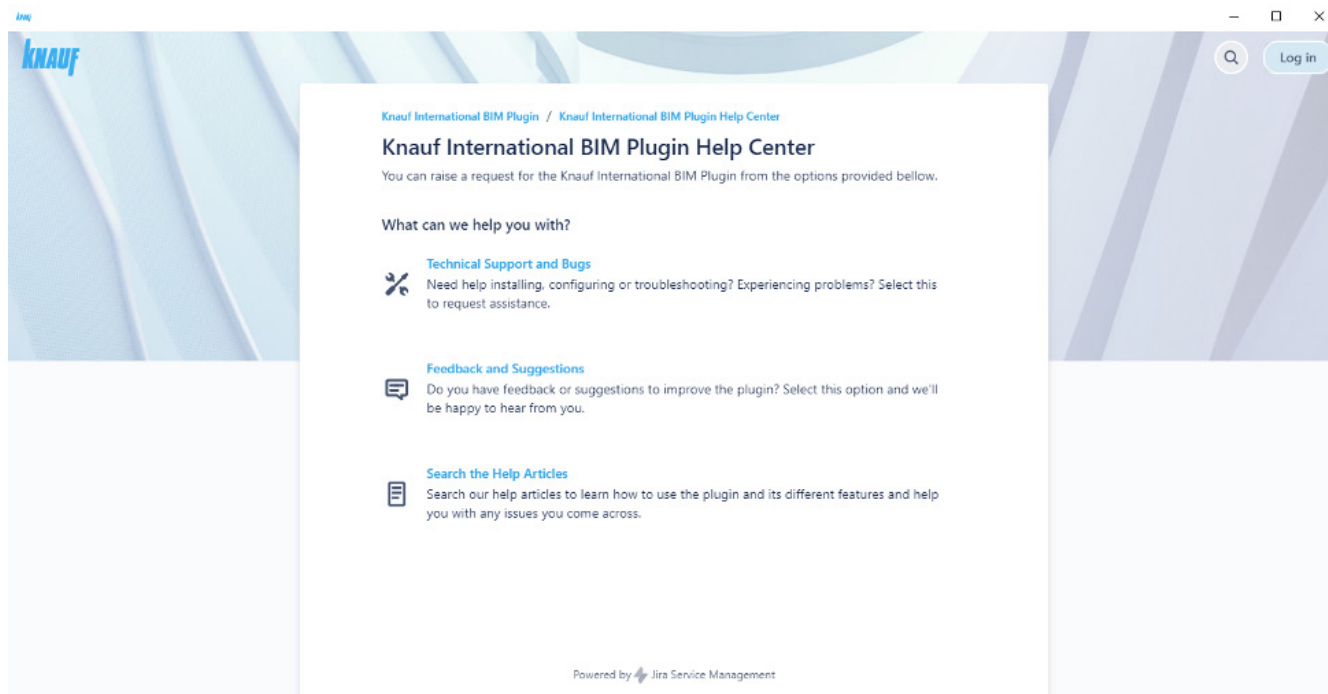 KNAUF
KNAUF
Log in
Knauf International BIM Plugin / Knauf International BIM Plugin Help Center
Knauf International BIM Plugin Help Center
You can raise a request for the Knauf International BIM Plugin from the options provided bellow.
What can we help you with?
Technical Support and Bugs
Need help installing, configuring or troubleshooting? Experiencing problems? Select this
to request assistance.
Feedback and Suggestions
Do you have feedback or suggestions to improve the plugin? Select this option and we'll
be happy to hear from you.
Search the Help Articles
Search our help articles to learn how to use the plugin and its different features and help
you with any issues you come across.
Powered by Jira Service Management